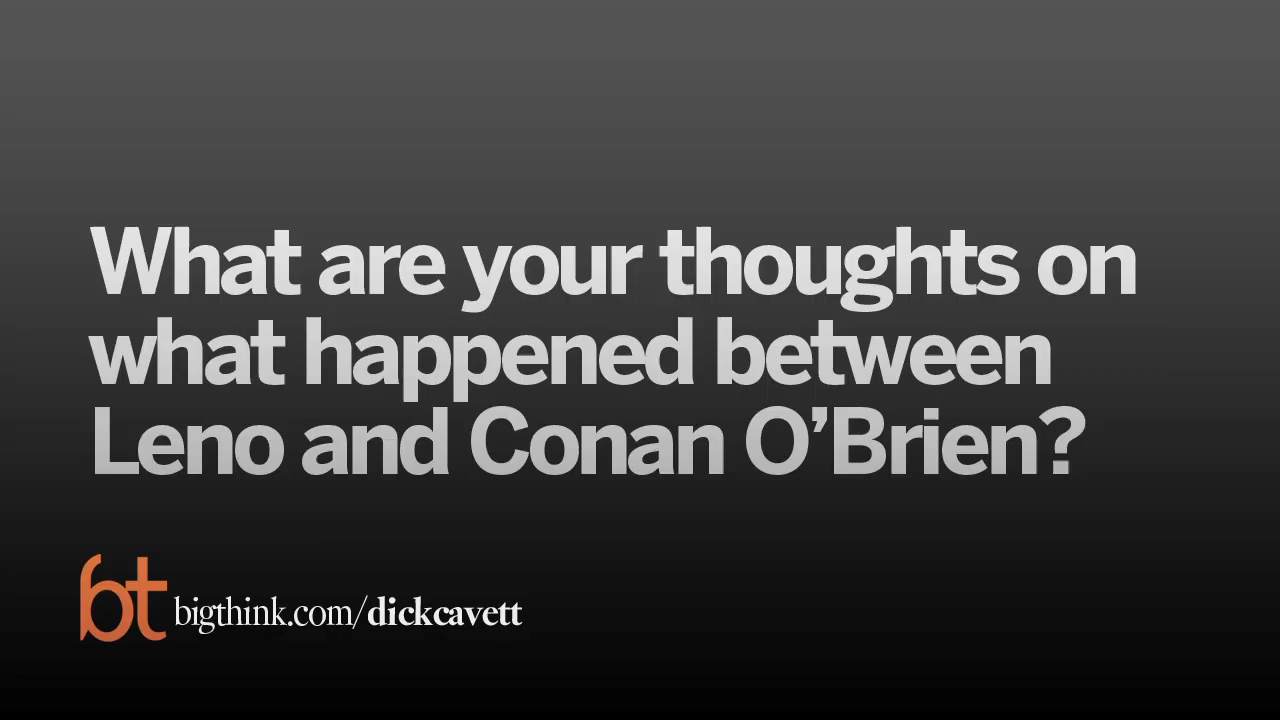 What are your thoughts on
what happened between
Leno and Conan O’Brien?
bt bigthink.com/dickcavett